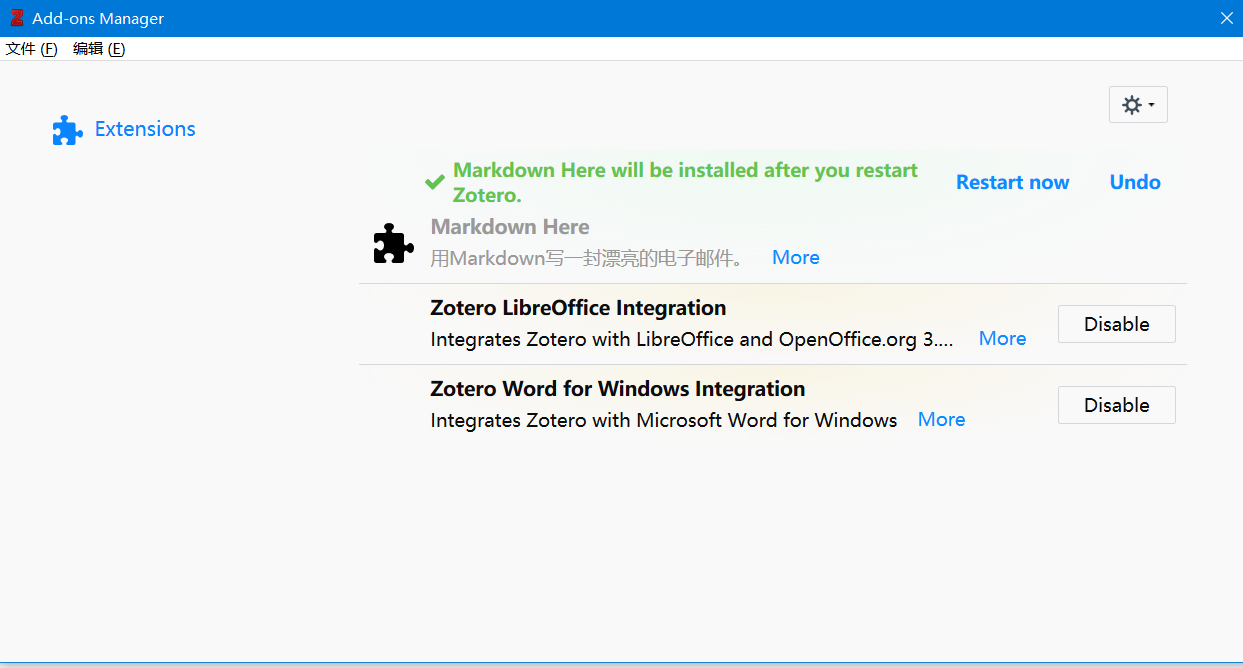 Add-ons Manager
文件 (F) 编辑 (E)
Extensions
Markdown Here will be installed after you restart
Zotero.
Restart now Undo
Markdown Here
用Markdown写一封漂亮的电子邮件。 More
Zotero LibreOffice Integration
Integrates Zotero with LibreOffice and OpenOffice.org 3.... More
Disable
Zotero Word for Windows Integration
Integrates Zotero with Microsoft Word for Windows More
Disable